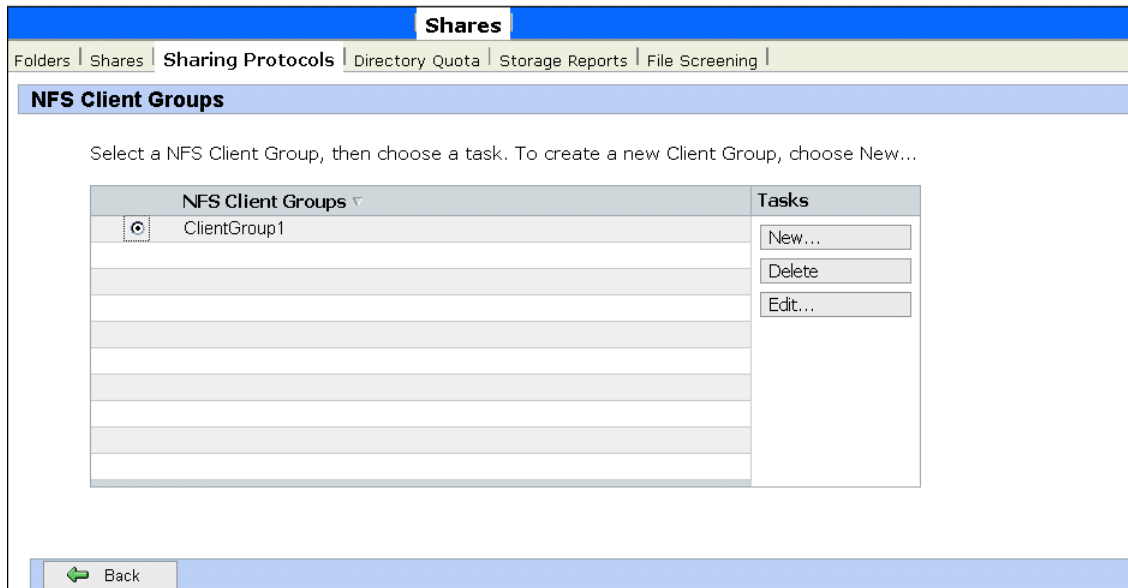 Shares
Folders | Shares | Sharing Protocols | Directory Quota | Storage Reports | File Screening |
NFS Client Groups
Select a NFS Client Group, then choose a task. To create a new Client Group, choose New...
NFS Client Groups Tasks
ClientGroup1
New...
Delete
Edit...
Back